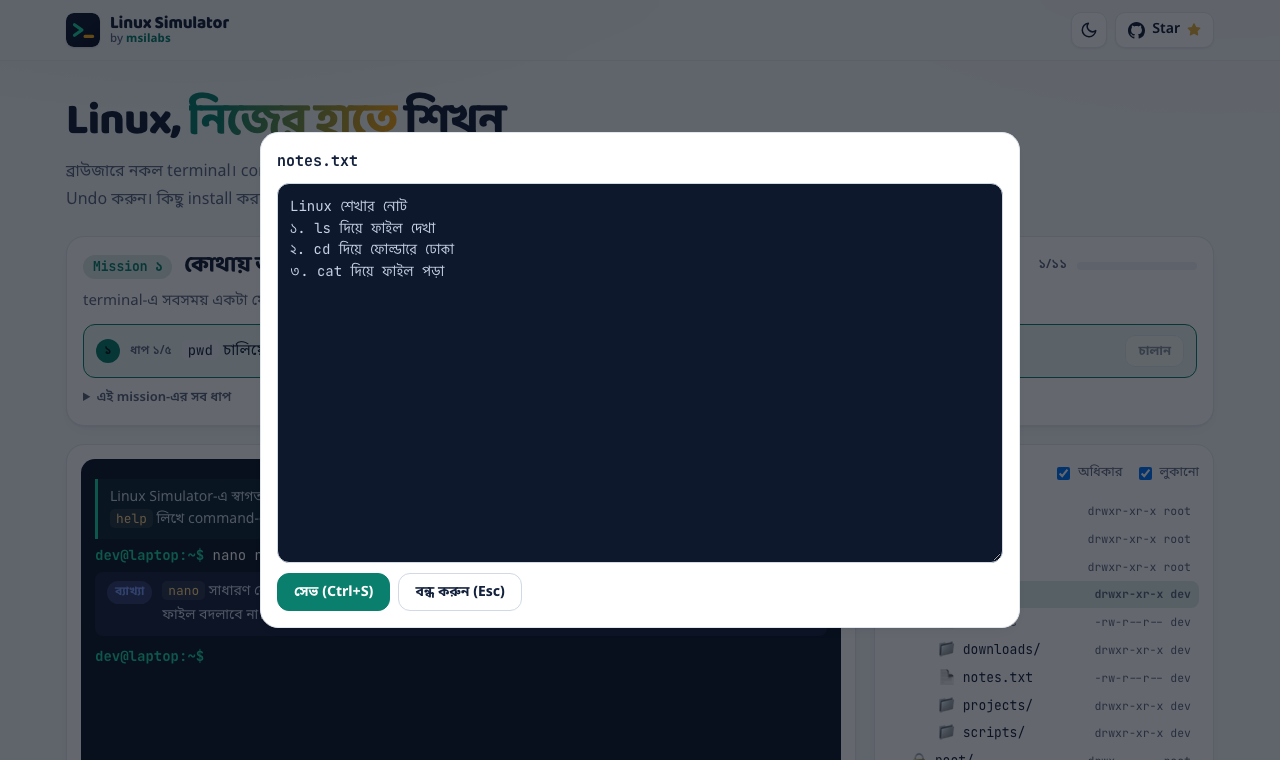 Linux Simulator
by msilabs
Star
Linux, নিজের হাতে শিখুন
ব্রাউজারে নকল terminal।
Undo করুন। কিছু install
notes.txt
Linux শেখার নোট
১. ls দিয়ে ফাইল দেখা
২. cd দিয়ে ফোল্ডারে ঢোকা
৩. cat দিয়ে ফাইল পড়া
সেভ (Ctrl+S)
বন্ধ করুন (Esc)
Mission ১
কোথায়
১/১১
terminal-এ সবসময় একটা
১ ধাপ ১/৫ pwd চালিয়ে
চালান
এই mission-এর সব ধাপ
Linux Simulator-এ
help লিখে command-
dev@laptop:~$ nano
ব্যাখ্যা nano সাধারণ
ফাইল বদলাবে না
dev@laptop:~$
অধিকার লুকানো
drwxr-xr-x root
drwxr-xr-x root
drwxr-xr-x root
drwxr-xr-x dev
-rw-r--r-- dev
downloads/ drwxr-xr-x dev
notes.txt -rw-r--r-- dev
projects/ drwxr-xr-x dev
scripts/ drwxr-xr-x dev